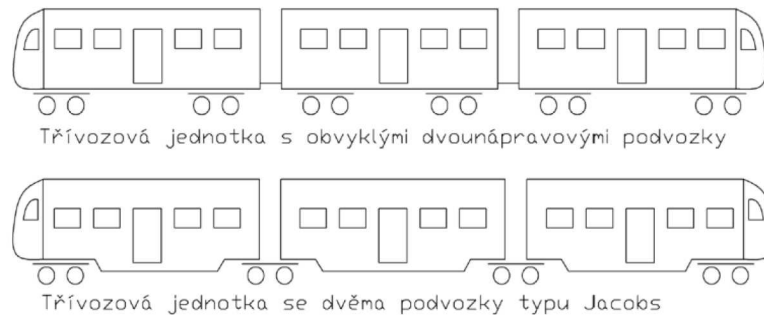 Třívozová jednotka s obvyklými dvounápravovými podvozky
Třívozová jednotka se dvěma podvozky typu Jacobs